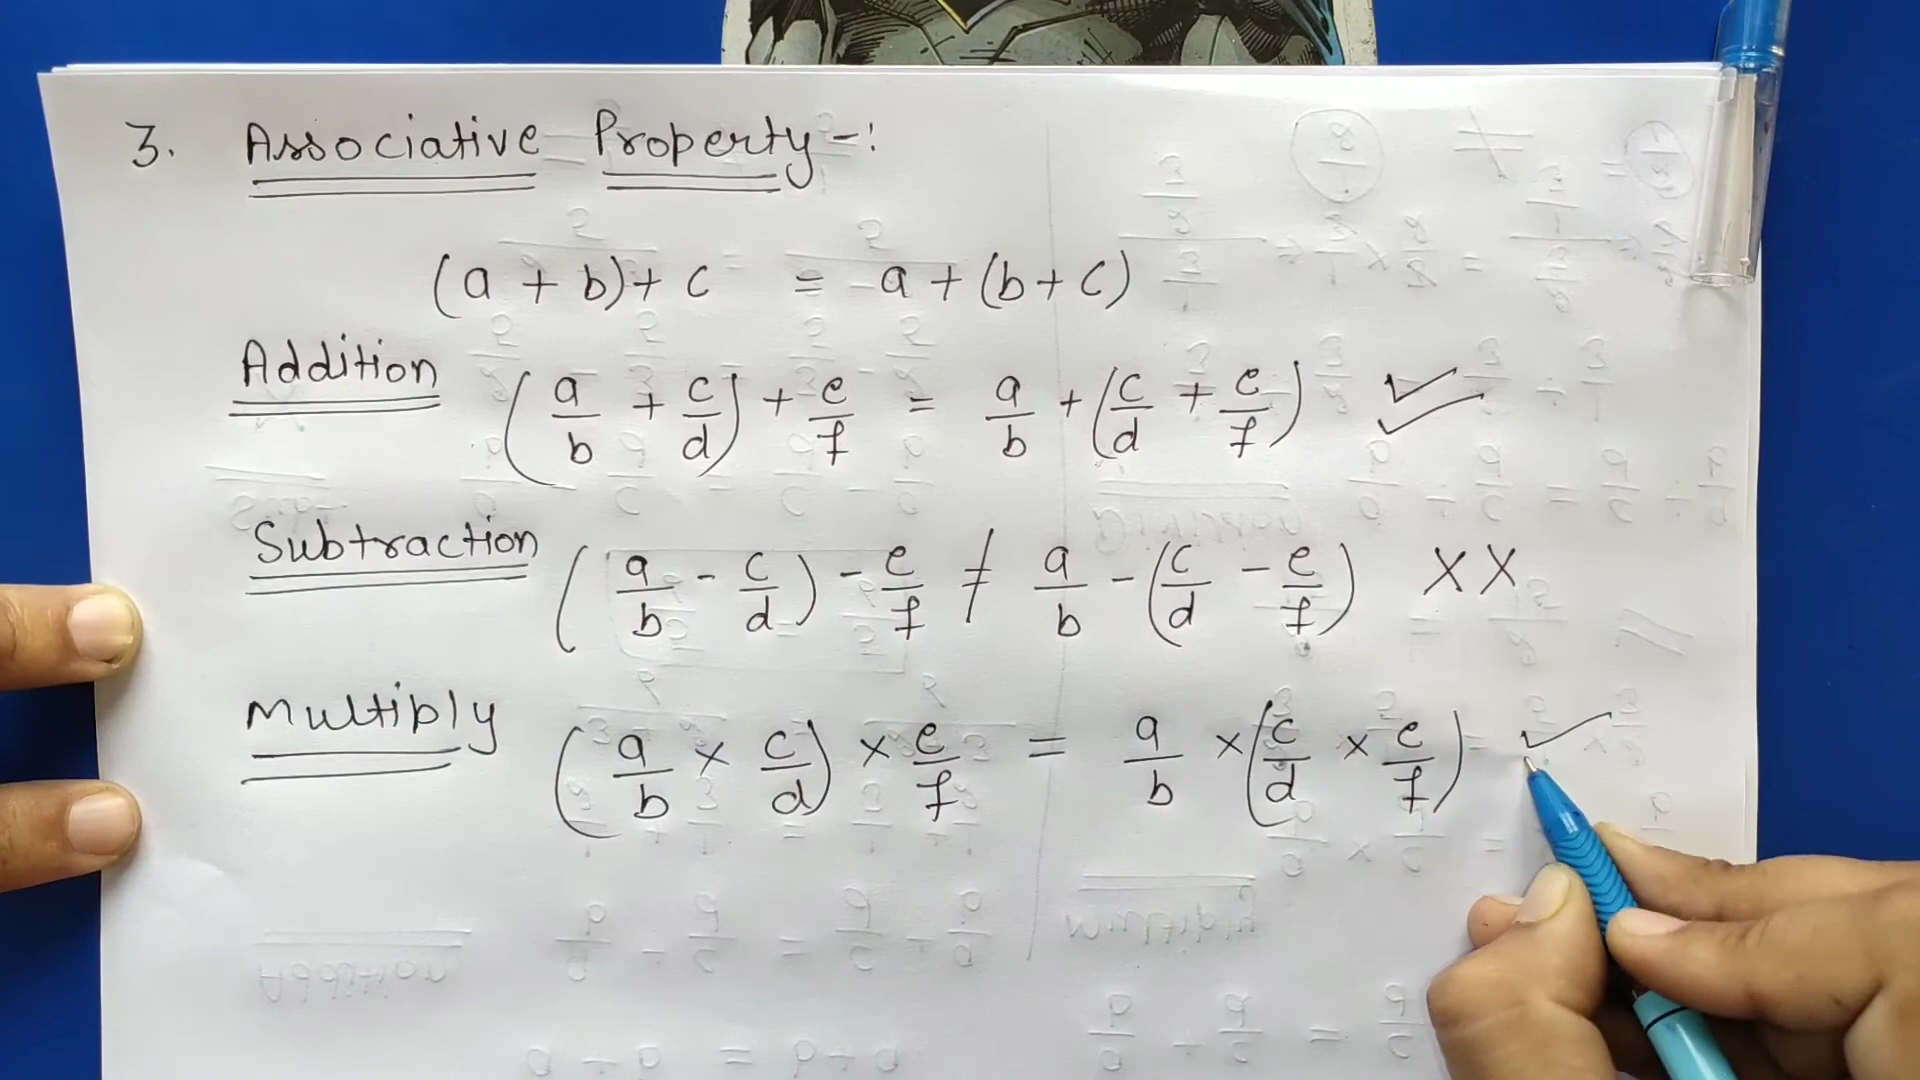 3. Associative Property -:
(a + b) + c = a + (b + c)
Addition (a/b + c/d) + e/f = a/b + (c/d + e/f) ✓✓
Subtraction (a/b - c/d) - e/f ≠ a/b - (c/d - e/f) XX
Multiply (a/b × c/d) × e/f = a/b × (c/d × e/f) ✓